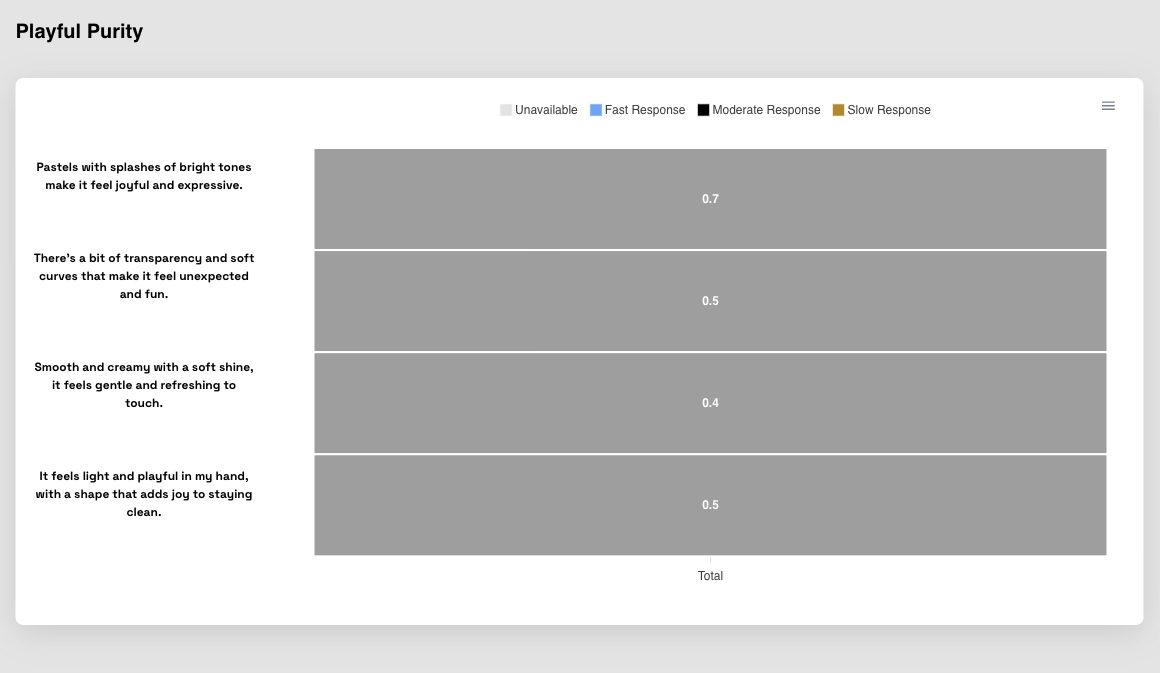 Playful Purity
Unavailable
Fast Response
Moderate Response
Slow Response
Pastels with splashes of bright tones
make it feel joyful and expressive.
0.7
There's a bit of transparency and soft
curves that make it feel unexpected
and fun.
0.5
Smooth and creamy with a soft shine,
it feels gentle and refreshing to
touch.
0.4
It feels light and playful in my hand,
with a shape that adds joy to staying
clean.
0.5
Total